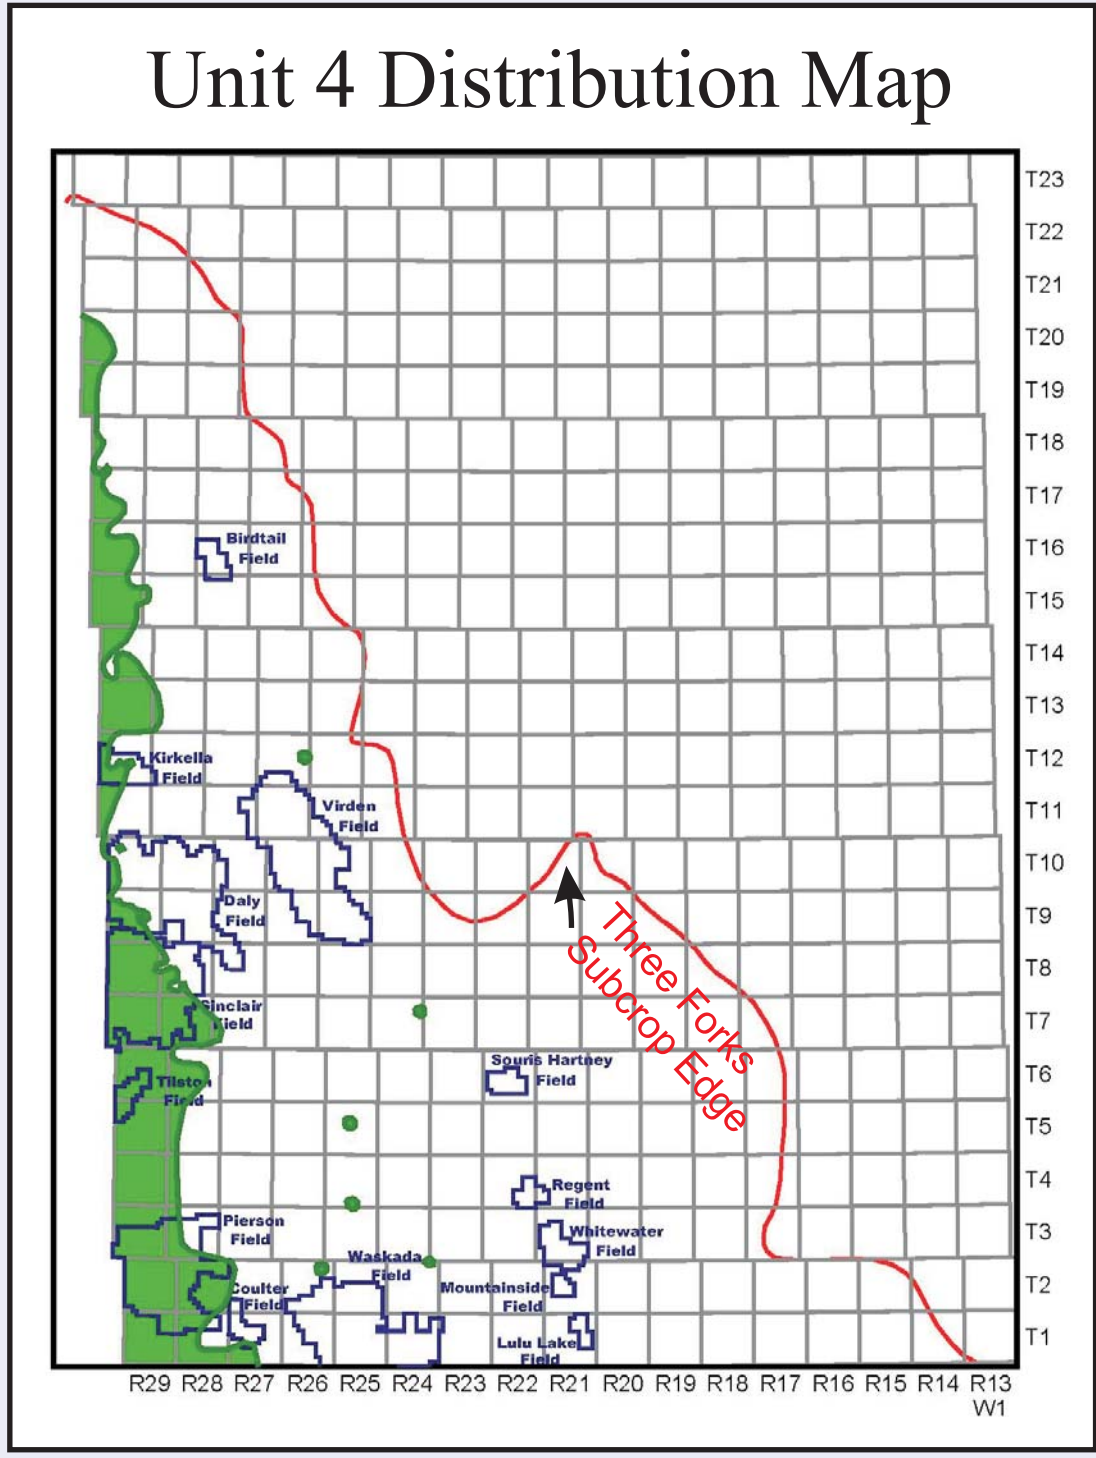 Unit 4 Distribution Map
T23
T22
T21
T20
T19
T18
T17
T16
T15
T14
T13
T12
T11
T10
T9
T8
T7
T6
T5
T4
T3
T2
T1
Birdtail
Field
Kirkella
Field
Virden
Field
Daly
Field
Three Forks
Subcrop Edge
Sinclair
Field
Souris Hartney
Field
Tilston
Field
Regent
Field
Pierson
Field
Whitewater
Field
Waskada
Field
Coulter
Field
Mountainside
Field
Lulu Lake
Field
R29 R28 R27 R26 R25 R24 R23 R22 R21 R20 R19 R18 R17 R16 R15 R14 R13
W1